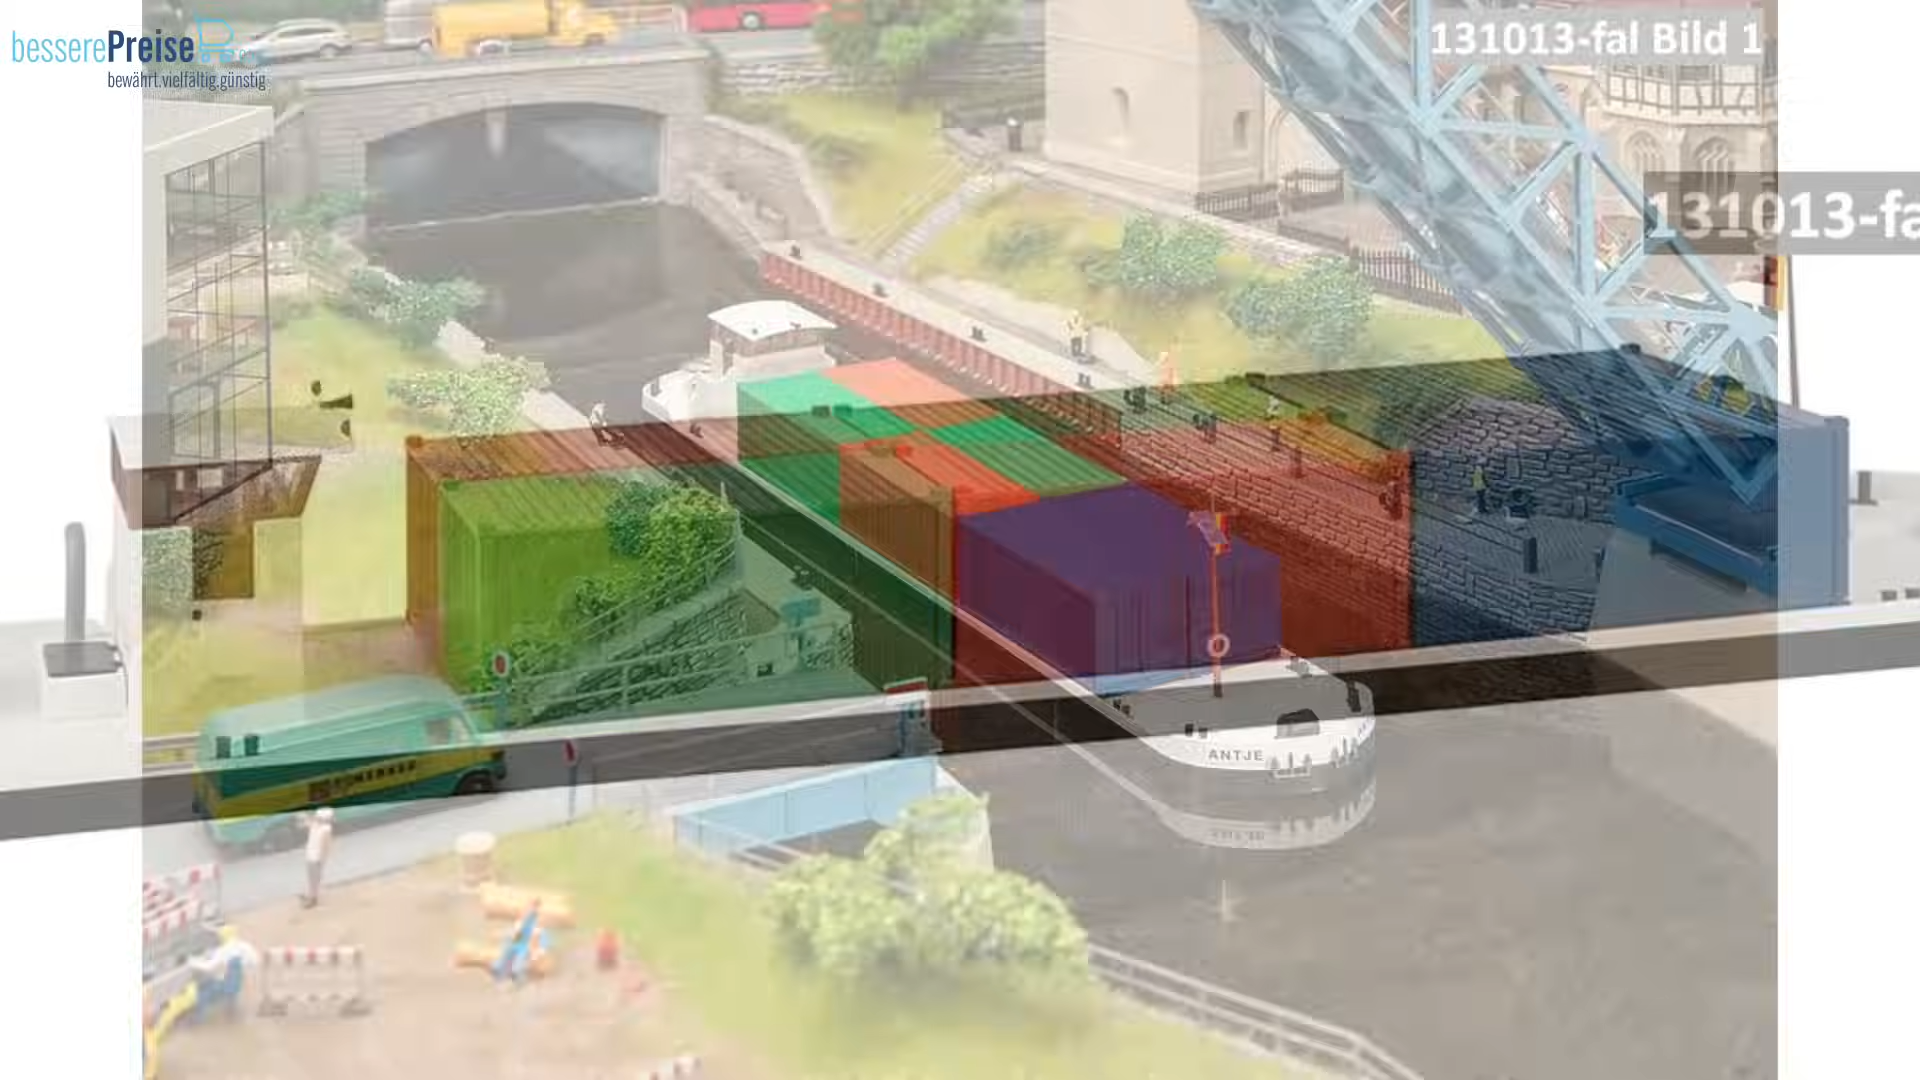 besserePreise
bewährt.vielfältig.günstig
131013-fal Bild 1
131013-fa
ANTJE